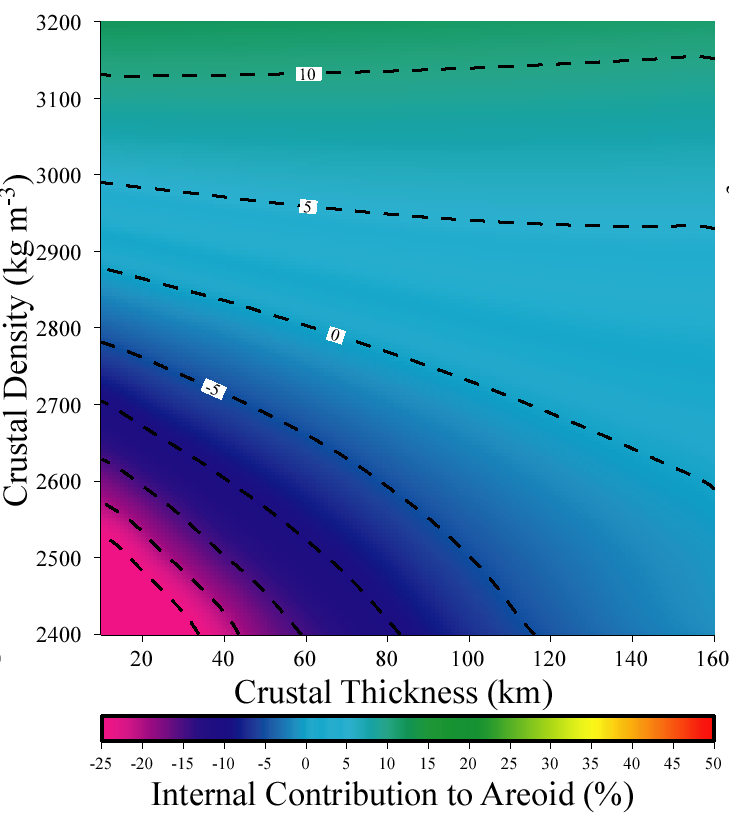 3200
3100
3000
2900
2800
2700
2600
2500
2400
Crustal Density (kg m-3)
10
5
0
-5
20 40 60 80 100 120 140 160
Crustal Thickness (km)
-25 -20 -15 -10 -5 0 5 10 15 20 25 30 35 40 45 50
Internal Contribution to Areoid (%)